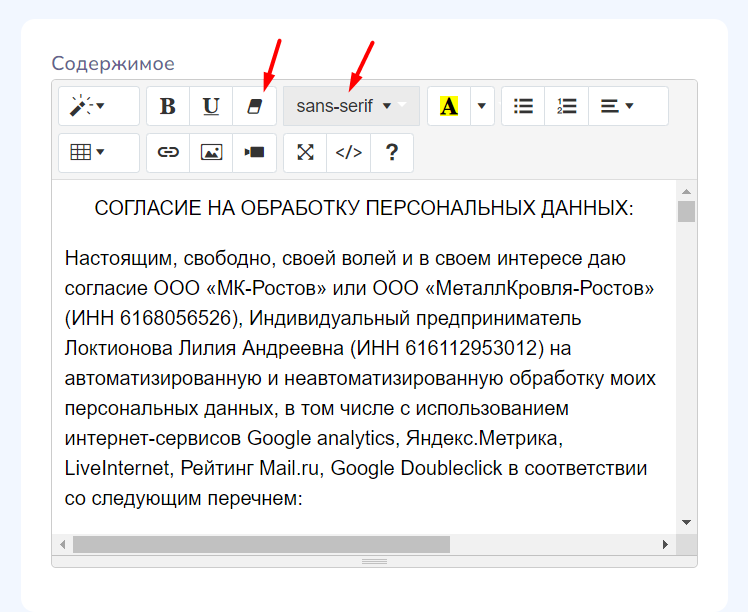 Содержимое
B U sans-serif A
</> ?
СОГЛАСИЕ НА ОБРАБОТКУ ПЕРСОНАЛЬНЫХ ДАННЫХ:
Настоящим, свободно, своей волей и в своем интересе даю
согласие ООО «МК-Ростов» или ООО «МеталлКровля-Ростов»
(ИНН 6168056526), Индивидуальный предприниматель
Локтионова Лилия Андреевна (ИНН 616112953012) на
автоматизированную и неавтоматизированную обработку моих
персональных данных, в том числе с использованием
интернет-сервисов Google analytics, Яндекс.Метрика,
LiveInternet, Рейтинг Mail.ru, Google Doubleclick в соответствии
со следующим перечнем: